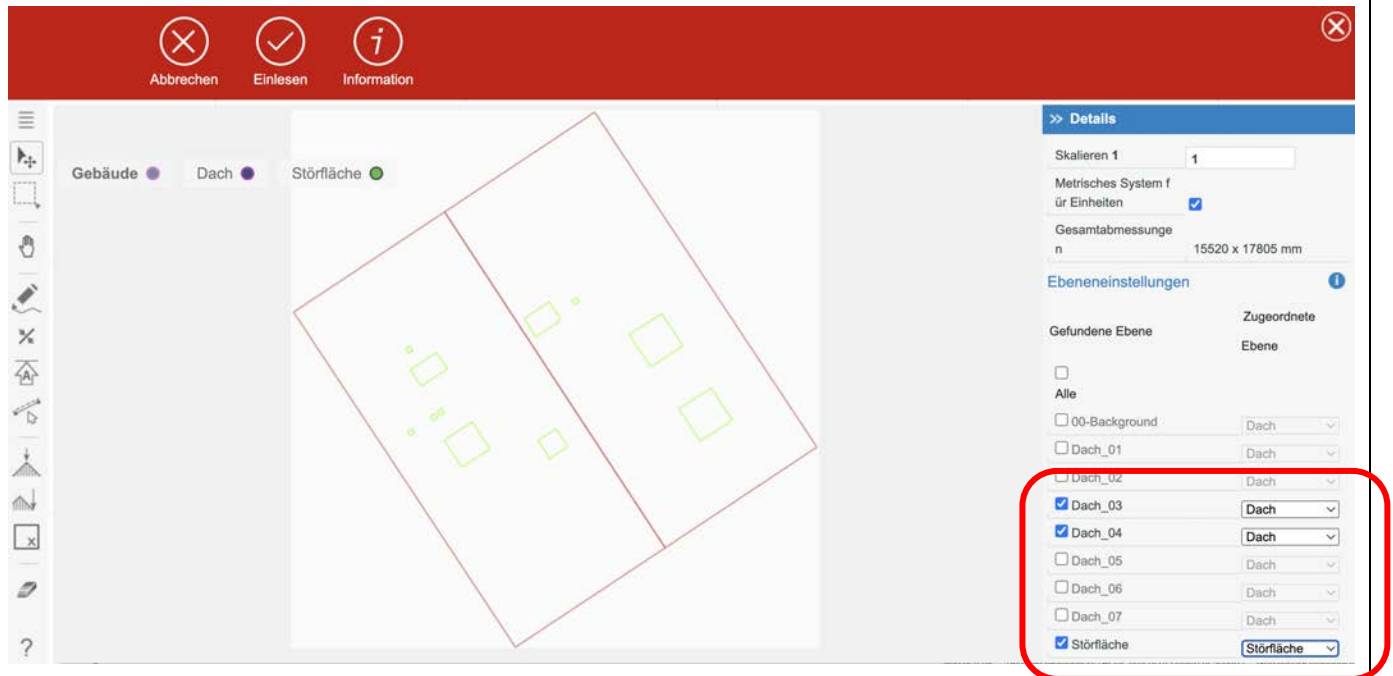 Abbrechen Einlesen Information
Gebäude Dach Störfläche
>> Details
Skalieren 1 1
Metrisches System f
ür Einheiten
Gesamtabmessunge
n 15520 x 17805 mm
Ebeneneinstellungen i
Zugeordnete
Gefundene Ebene
Ebene
Alle
00-Background Dach
Dach_01 Dach
Dach_02 Dach
Dach_03 Dach
Dach_04 Dach
Dach_05 Dach
Dach_06 Dach
Dach_07 Dach
Störfläche Störfläche